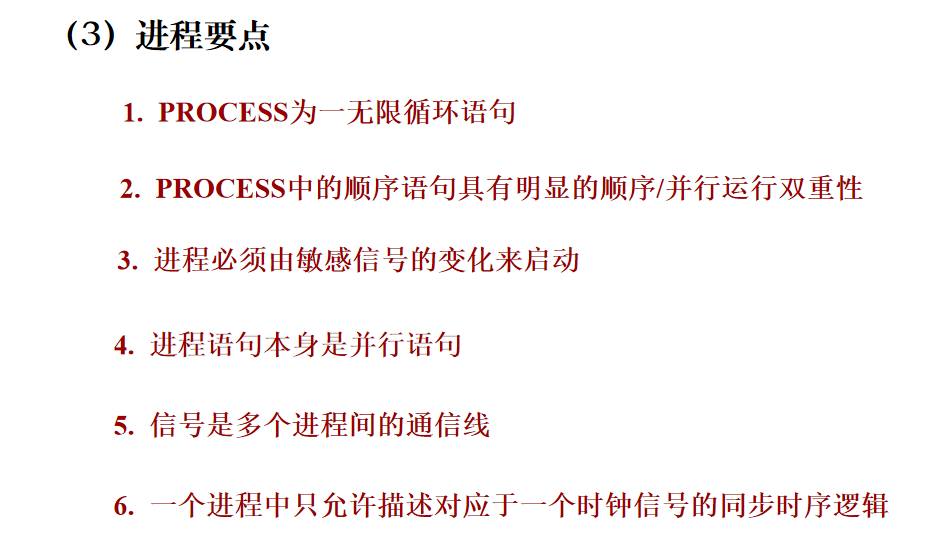 （3）进程要点
1. PROCESS为一无限循环语句
2. PROCESS中的顺序语句具有明显的顺序/并行运行双重性
3. 进程必须由敏感信号的变化来启动
4. 进程语句本身是并行语句
5. 信号是多个进程间的通信线
6. 一个进程中只允许描述对应于一个时钟信号的同步时序逻辑